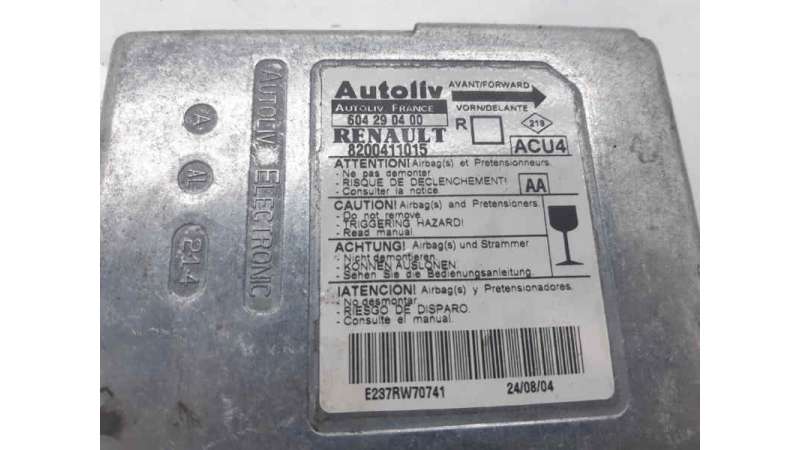 Autoliv
AVANT/FORWARD
AUTOLIV FRANCE
VORN/DELANTE
604 29 04 00
R
219
RENAULT
8200411015
ACU4
ATTENTION! Airbag(s) et Pretensionneurs.
- Ne pas demonter
- RISQUE DE DECLENCHEMENT!
- Consulter la notice
AA
CAUTION! Airbag(s) and Pretensioners.
- Do not remove
- TRIGGERING HAZARD!
- Read manual.
ACHTUNG! Airbag(s) und Strammer
- Nicht demontieren.
- KONNEN AUSLONEN.
- Sehen Sie die Bedienungsanleitung.
¡ATENCION! Airbag(s) y Pretensionadores.
- No desmontar
- RIESGO DE DISPARO.
- Consulte el manual.
E237RW70741
24/08/04
AUTOLIV ELECTRONIC
A
AL
21.4